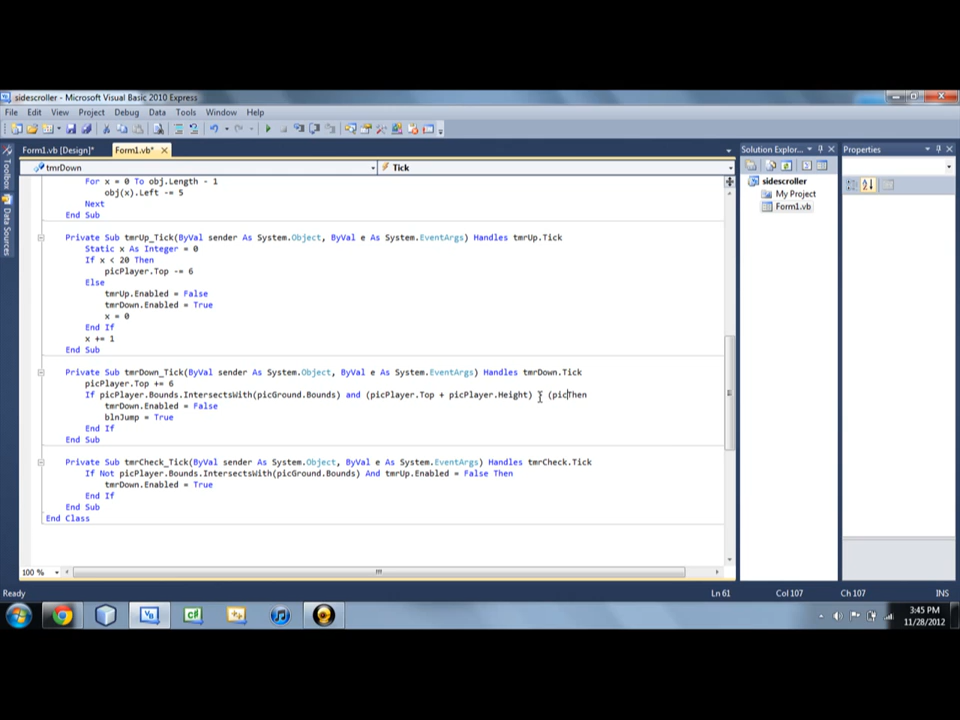 sidescroller - Microsoft Visual Basic 2010 Express
File Edit View Project Debug Data Tools Window Help
Form1.vb [Design]* Form1.vb* Solution Explor... Properties
tmrDown Tick
Toolbox
Data Sources
For x = 0 To obj.Length - 1
obj(x).Left -= 5
Next
End Sub
Private Sub tmrUp_Tick(ByVal sender As System.Object, ByVal e As System.EventArgs) Handles tmrUp.Tick
Static x As Integer = 0
If x < 20 Then
picPlayer.Top -= 6
Else
tmrUp.Enabled = False
tmrDown.Enabled = True
x = 0
End If
x += 1
End Sub
Private Sub tmrDown_Tick(ByVal sender As System.Object, ByVal e As System.EventArgs) Handles tmrDown.Tick
picPlayer.Top += 6
If picPlayer.Bounds.IntersectsWith(picGround.Bounds) and (picPlayer.Top + picPlayer.Height) (picThen
tmrDown.Enabled = False
blnJump = True
End If
End Sub
Private Sub tmrCheck_Tick(ByVal sender As System.Object, ByVal e As System.EventArgs) Handles tmrCheck.Tick
If Not picPlayer.Bounds.IntersectsWith(picGround.Bounds) And tmrUp.Enabled = False Then
tmrDown.Enabled = True
End If
End Sub
End Class
sidescroller
My Project
Form1.vb
100 %
Ready Ln 61 Col 107 Ch 107 INS
3:45 PM
11/28/2012